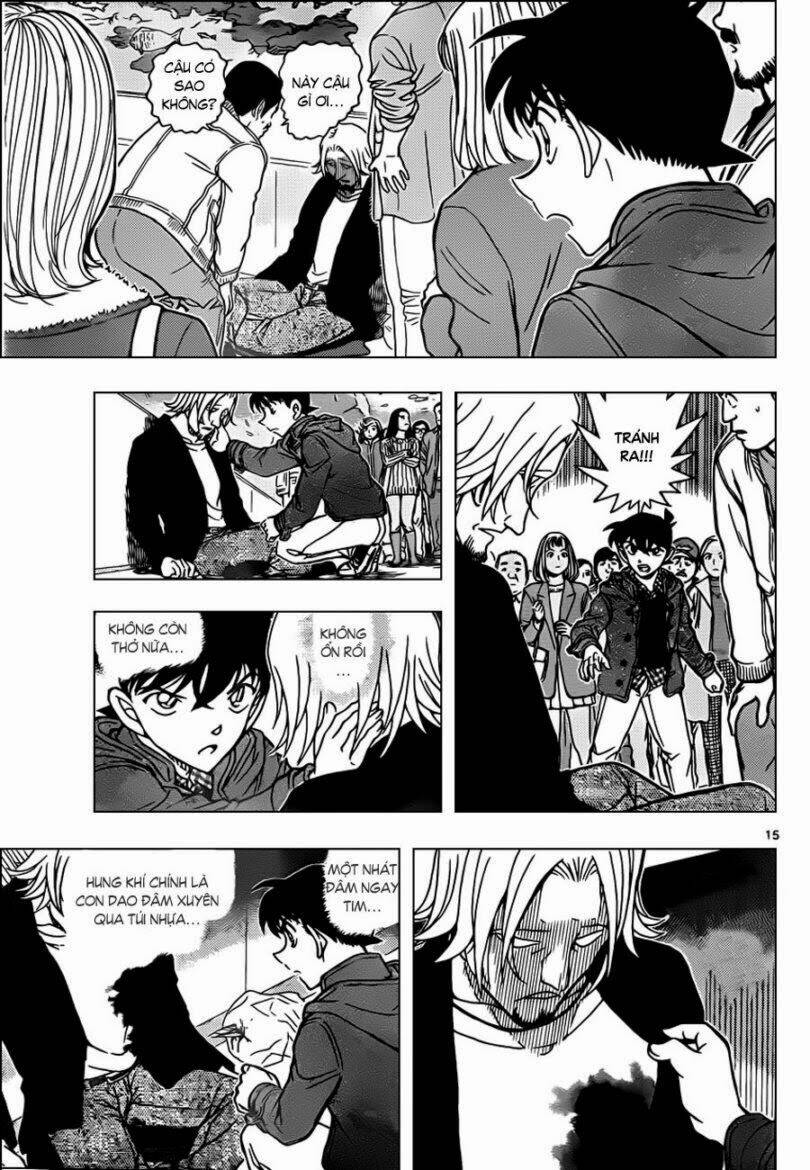 NÀY CẬU
GÌ ƠI...
CẬU CÓ
SAO
KHÔNG?
TRÁNH
RA!!!
KHÔNG
ỔN RỒI
...
KHÔNG CÒN
THỞ NỮA...
15
MỘT NHÁT
ĐÂM NGAY
TIM...
HUNG KHÍ CHÍNH LÀ
CON DAO ĐÂM XUYÊN
QUA TÚI NHỰA...